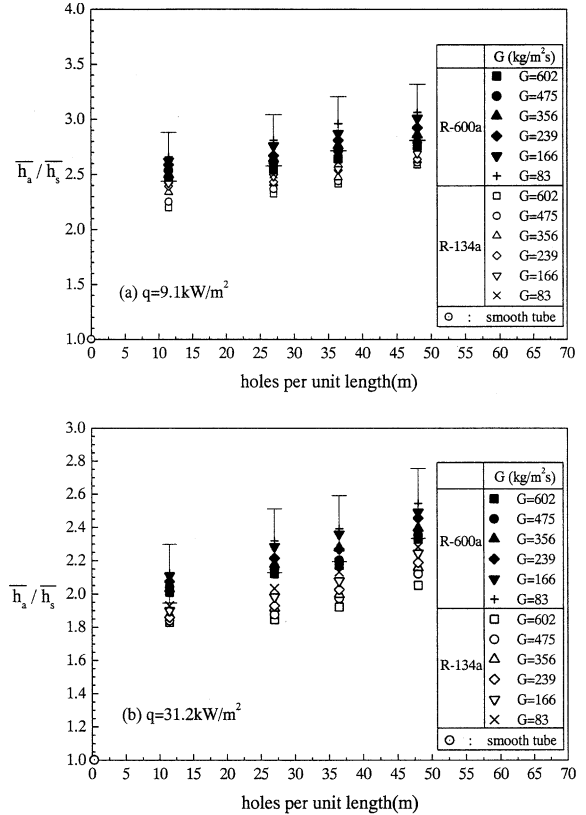 4.0
3.5
3.0
2.5
2.0
1.5
1.0
h_a / h_s
0 5 10 15 20 25 30 35 40 45 50 55 60 65 70
holes per unit length(m)
(a) q=9.1kW/m²
G (kg/m²s)
R-600a
G=602
G=475
G=356
G=239
G=166
+ G=83
R-134a
G=602
G=475
G=356
G=239
G=166
× G=83
⊙ : smooth tube
3.0
2.8
2.6
2.4
2.2
2.0
1.8
1.6
1.4
1.2
1.0
h_a / h_s
0 5 10 15 20 25 30 35 40 45 50 55 60 65 70
holes per unit length(m)
(b) q=31.2kW/m²
G (kg/m²s)
R-600a
G=602
G=475
G=356
G=239
G=166
+ G=83
R-134a
G=602
G=475
G=356
G=239
G=166
× G=83
⊙ : smooth tube